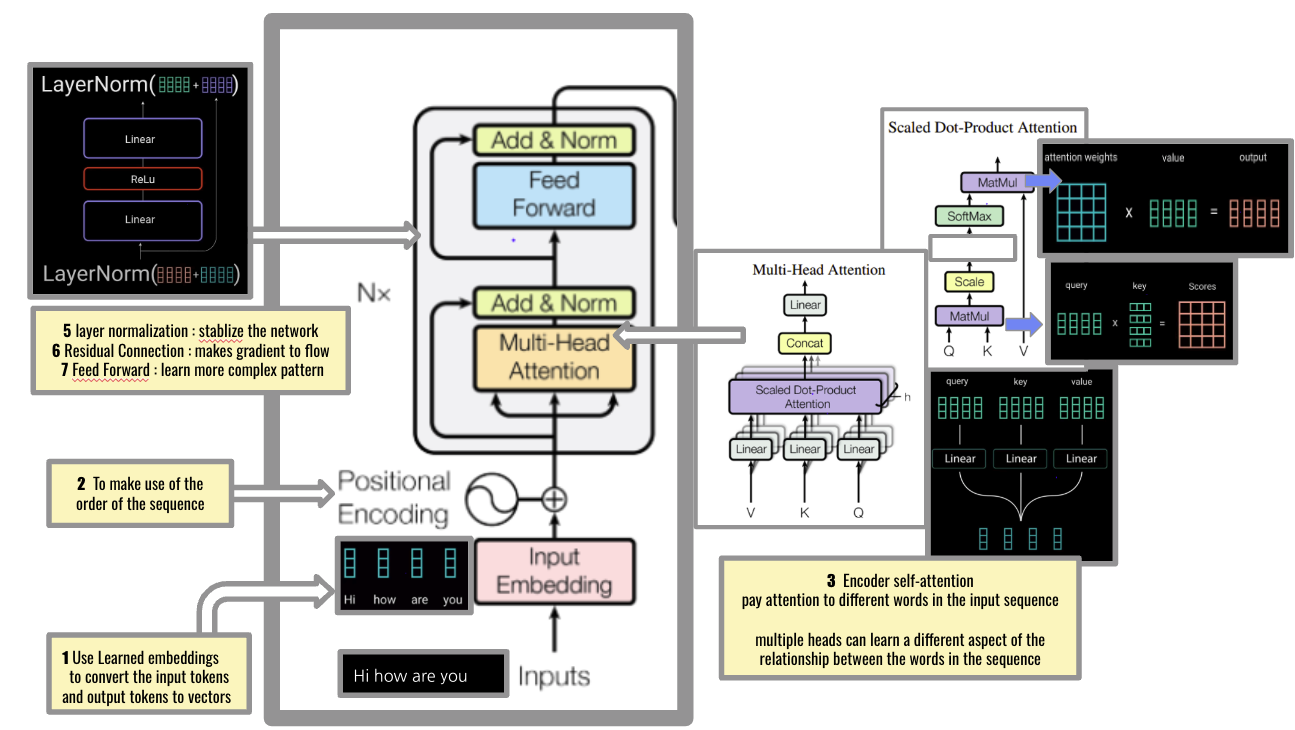 LayerNorm( + )
Linear
ReLu
Linear
LayerNorm( + )
5 layer normalization : stablize the network
6 Residual Connection : makes gradient to flow
7 Feed Forward : learn more complex pattern
2 To make use of the
order of the sequence
1 Use Learned embeddings
to convert the input tokens
and output tokens to vectors
Add & Norm
Feed
Forward
Nx
Add & Norm
Multi-Head
Attention
Positional
Encoding
Input
Embedding
Hi how are you
Hi how are you
Inputs
Multi-Head Attention
Linear
Concat
Scaled Dot-Product
Attention
h
Linear Linear Linear
V K Q
Scaled Dot-Product Attention
MatMul
SoftMax
Scale
MatMul
Q K V
attention weights value output
x =
query key Scores
x =
query key value
Linear Linear Linear
3 Encoder self-attention
pay attention to different words in the input sequence
multiple heads can learn a different aspect of the
relationship between the words in the sequence